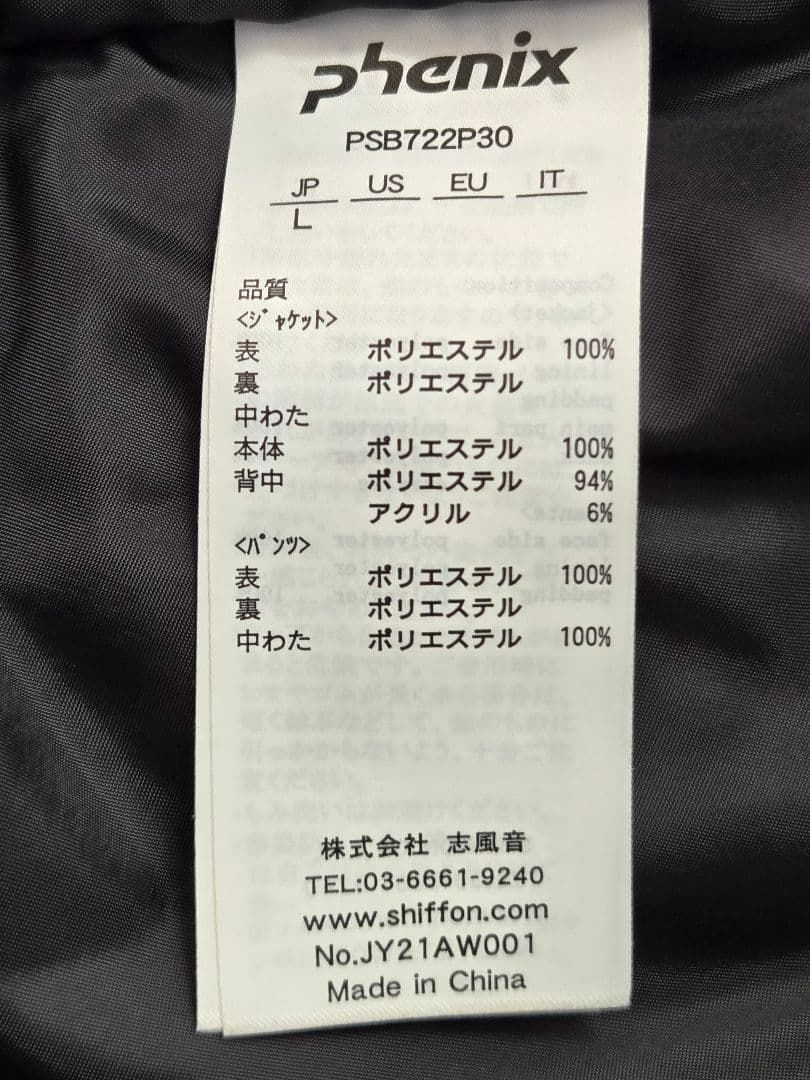 phenix
PSB722P30
JP US EU IT
L
品質
<ｼﾞｬｹｯﾄ>
表 ポリエステル 100%
裏 ポリエステル
中わた
本体 ポリエステル 100%
背中 ポリエステル 94%
アクリル 6%
<ﾊﾟﾝﾂ>
表 ポリエステル 100%
裏 ポリエステル
中わた ポリエステル 100%
株式会社 志風音
TEL:03-6661-9240
www.shiffon.com
No.JY21AW001
Made in China